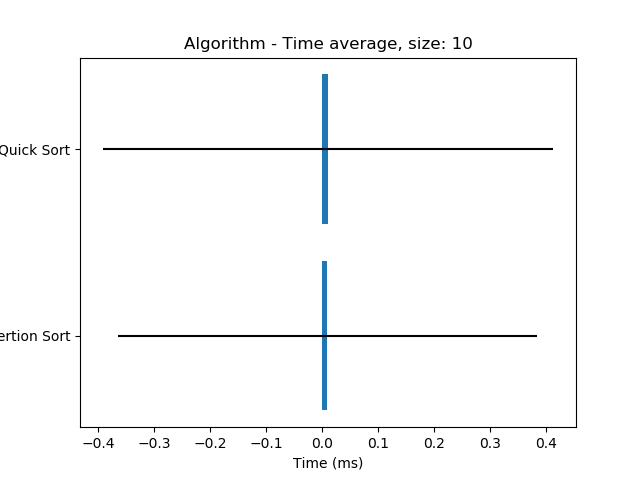 Algorithm - Time average, size: 10
Quick Sort
ertion Sort
−0.4 −0.3 −0.2 −0.1 0.0 0.1 0.2 0.3 0.4
Time (ms)